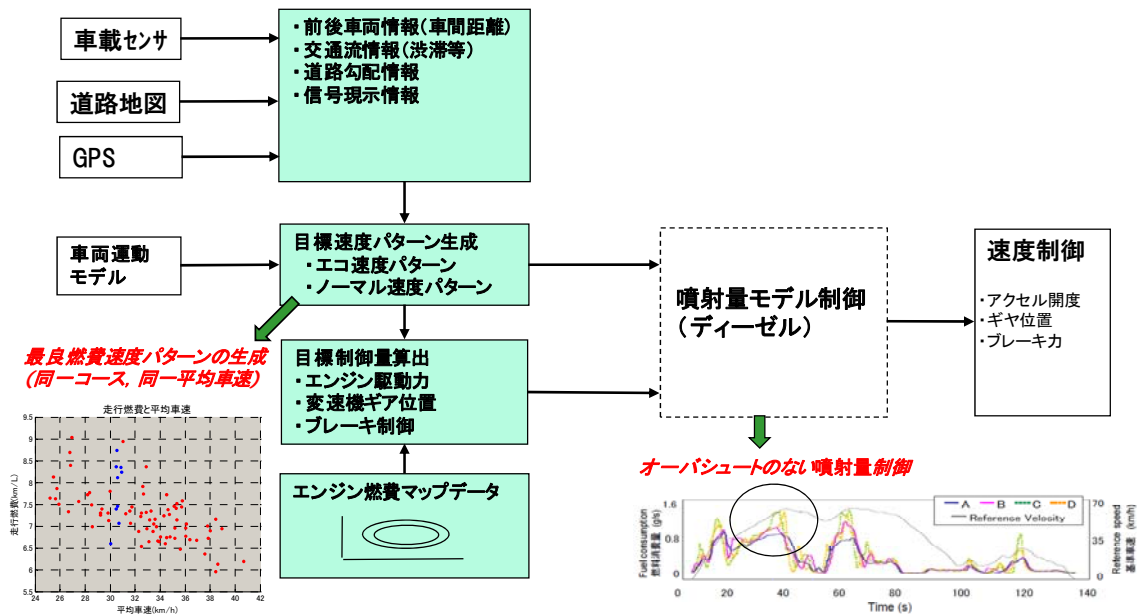 車載センサ
道路地図
GPS
・前後車両情報(車間距離)
・交通流情報(渋滞等)
・道路勾配情報
・信号現示情報
車両運動
モデル
目標速度パターン生成
・エコ速度パターン
・ノーマル速度パターン
噴射量モデル制御
(ディーゼル)
速度制御
・アクセル開度
・ギヤ位置
・ブレーキ力
最良燃費速度パターンの生成
(同一コース，同一平均車速)
目標制御量算出
・エンジン駆動力
・変速機ギア位置
・ブレーキ制御
エンジン燃費マップデータ
走行燃費と平均車速
走行燃費(km/L)
9.5
9
8.5
8
7.5
7
6.5
6
5.5
24 26 28 30 32 34 36 38 40 42
平均車速(km/h)
オーバシュートのない噴射量制御
Fuel consumption
燃料消費量 (g/s)
1.6
0.8
0
A B C D
Reference Velocity
70
35
0
Reference speed
基準車速 (km/h)
0 20 40 60 80 100 120 140
Time (s)